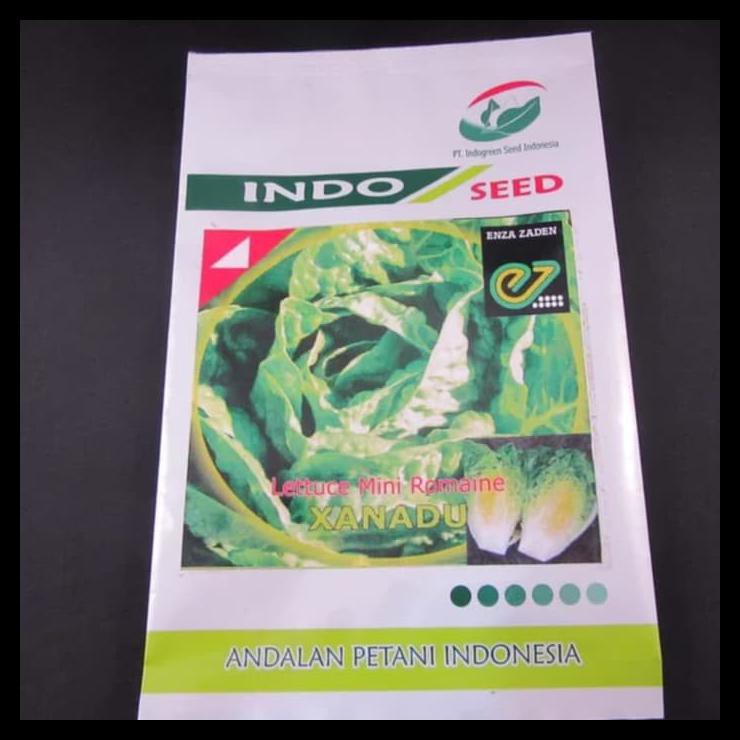 PT. Indogreen Seed Indonesia
INDO SEED
ENZA ZADEN
Lettuce Mini Romaine
XANADU
ANDALAN PETANI INDONESIA